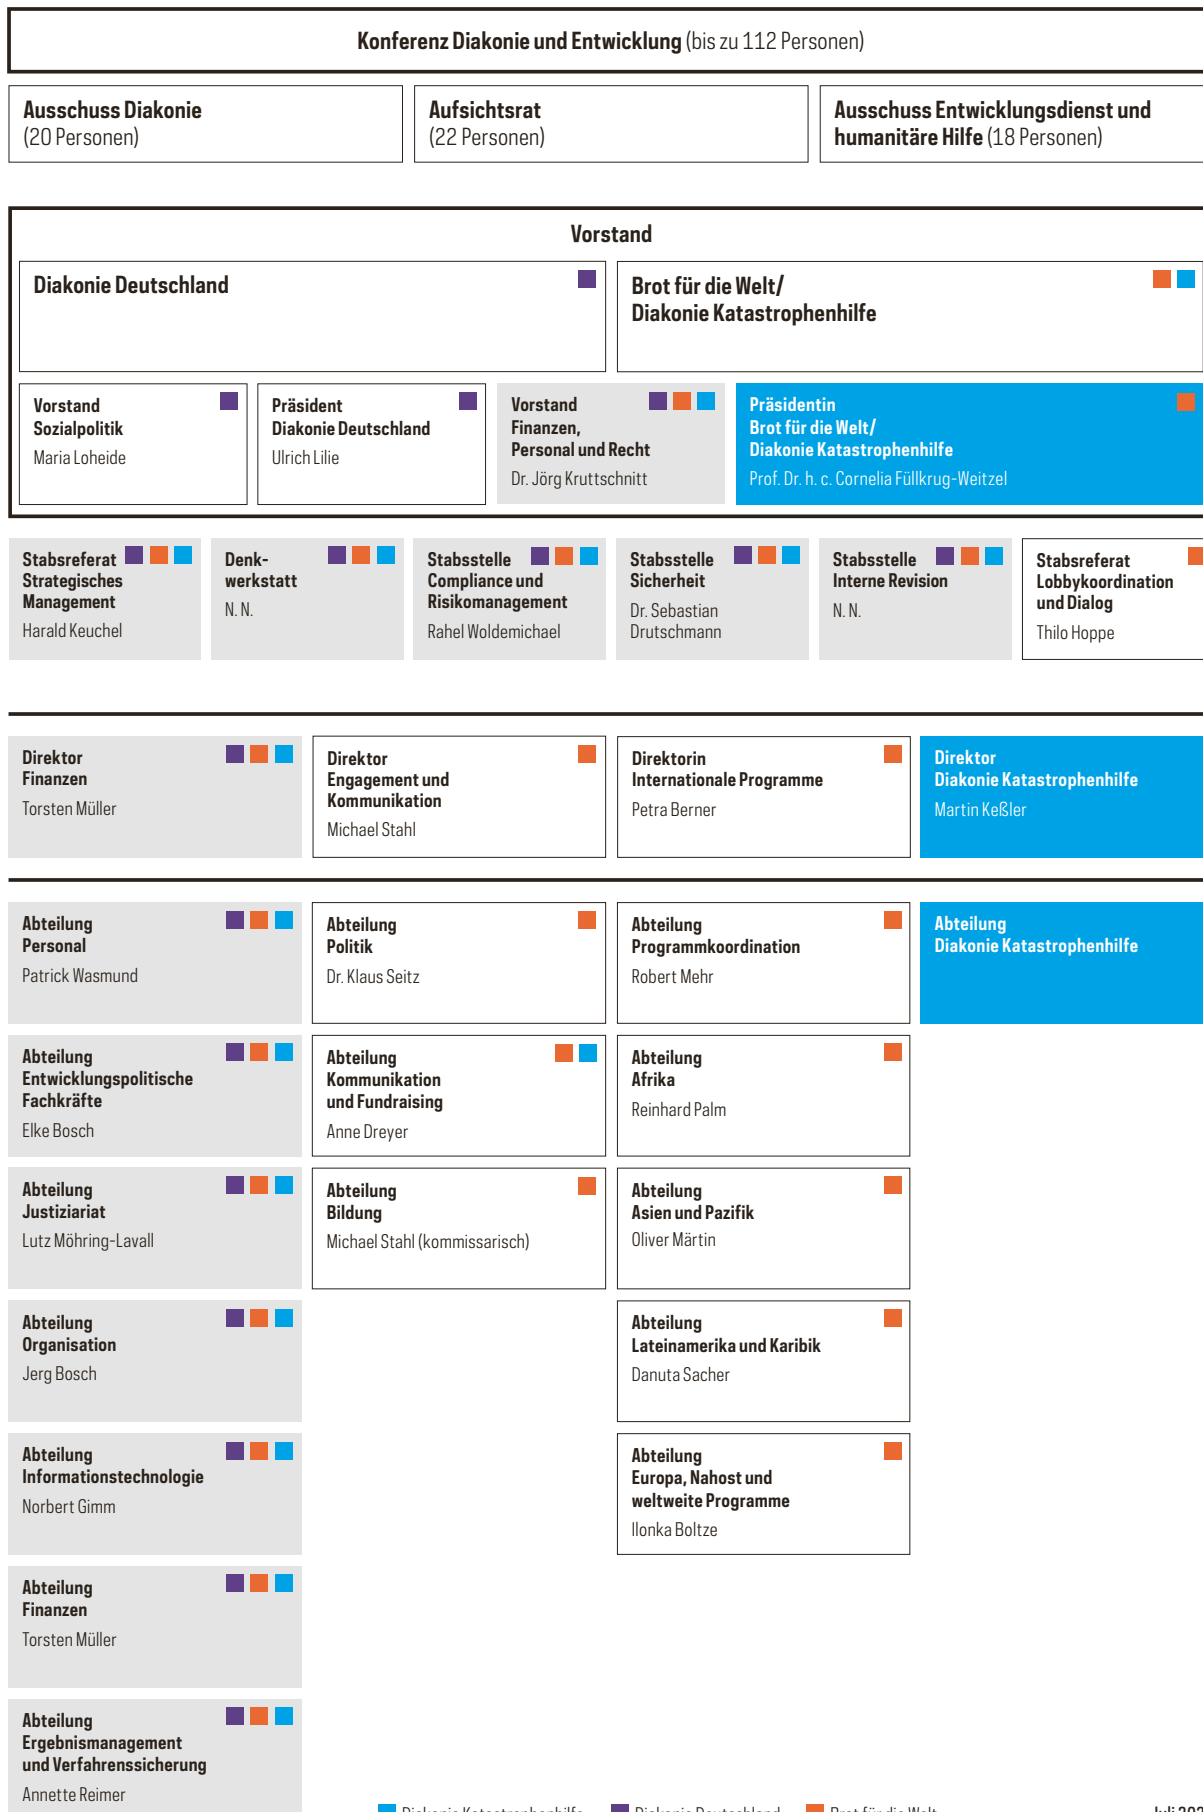 Konferenz Diakonie und Entwicklung (bis zu 112 Personen)
Ausschuss Diakonie
(20 Personen)
Aufsichtsrat
(22 Personen)
Ausschuss Entwicklungsdienst und
humanitäre Hilfe (18 Personen)
Vorstand
Diakonie Deutschland
Brot für die Welt/
Diakonie Katastrophenhilfe
Vorstand
Sozialpolitik
Maria Loheide
Präsident
Diakonie Deutschland
Ulrich Lilie
Vorstand
Finanzen,
Personal und Recht
Dr. Jörg Kruttschnitt
Präsidentin
Brot für die Welt/
Diakonie Katastrophenhilfe
Prof. Dr. h. c. Cornelia Füllkrug-Weitzel
Stabsreferat
Strategisches
Management
Harald Keuchel
Denk-
werkstatt
N. N.
Stabsstelle
Compliance und
Risikomanagement
Rahel Woldemichael
Stabsstelle
Sicherheit
Dr. Sebastian
Drutschmann
Stabsstelle
Interne Revision
N. N.
Stabsreferat
Lobbykoordination
und Dialog
Thilo Hoppe
Direktor
Finanzen
Torsten Müller
Direktor
Engagement und
Kommunikation
Michael Stahl
Direktorin
Internationale Programme
Petra Berner
Direktor
Diakonie Katastrophenhilfe
Martin Keßler
Abteilung
Personal
Patrick Wasmund
Abteilung
Politik
Dr. Klaus Seitz
Abteilung
Programmkoordination
Robert Mehr
Abteilung
Diakonie Katastrophenhilfe
Abteilung
Entwicklungspolitische
Fachkräfte
Elke Bosch
Abteilung
Kommunikation
und Fundraising
Anne Dreyer
Abteilung
Afrika
Reinhard Palm
Abteilung
Justiziariat
Lutz Möhring-Lavall
Abteilung
Bildung
Michael Stahl (kommissarisch)
Abteilung
Asien und Pazifik
Oliver Märtin
Abteilung
Organisation
Jerg Bosch
Abteilung
Lateinamerika und Karibik
Danuta Sacher
Abteilung
Informationstechnologie
Norbert Gimm
Abteilung
Europa, Nahost und
weltweite Programme
Ilonka Boltze
Abteilung
Finanzen
Torsten Müller
Abteilung
Ergebnismanagement
und Verfahrenssicherung
Annette Reimer
Diakonie Katastrophenhilfe Diakonie Deutschland Brot für die Welt Juli